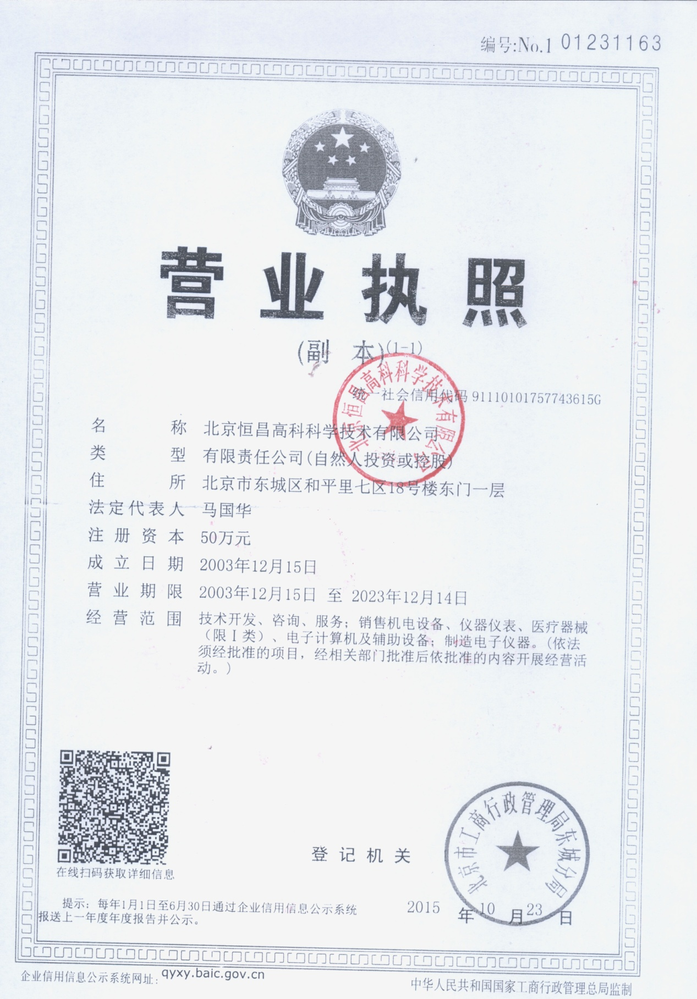 编号:No.1 01231163
营业执照
(副 本)(1-1)
统一社会信用代码 91110101757743615G
名 称 北京恒昌高科科学技术有限公司
类 型 有限责任公司(自然人投资或控股)
住 所 北京市东城区和平里七区18号楼东门一层
法定代表人 马国华
注 册 资 本 50万元
成 立 日 期 2003年12月15日
营 业 期 限 2003年12月15日 至 2023年12月14日
经 营 范 围 技术开发、咨询、服务；销售机电设备、仪器仪表、医疗器械
（限Ⅰ类）、电子计算机及辅助设备；制造电子仪器。(依法
须经批准的项目，经相关部门批准后依批准的内容开展经营活
动。)
北京恒昌高科科学技术有限公司
在线扫码获取详细信息
登 记 机 关
北京市工商行政管理局东城分局
提示：每年1月1日至6月30日通过企业信用信息公示系统
报送上一年度年度报告并公示。
2015 年 10 月 23 日
企业信用信息公示系统网址：qyxy.baic.gov.cn
中华人民共和国国家工商行政管理总局监制